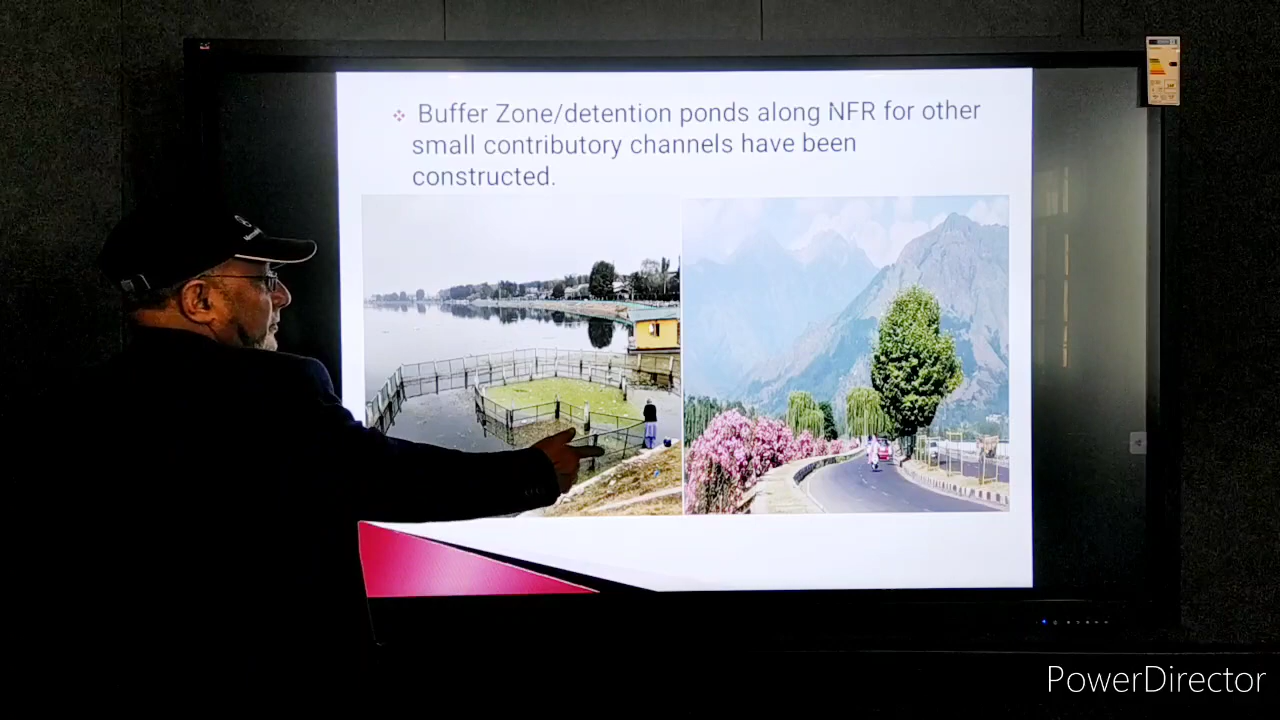 Buffer Zone/detention ponds along NFR for other
small contributory channels have been
constructed.
PowerDirector